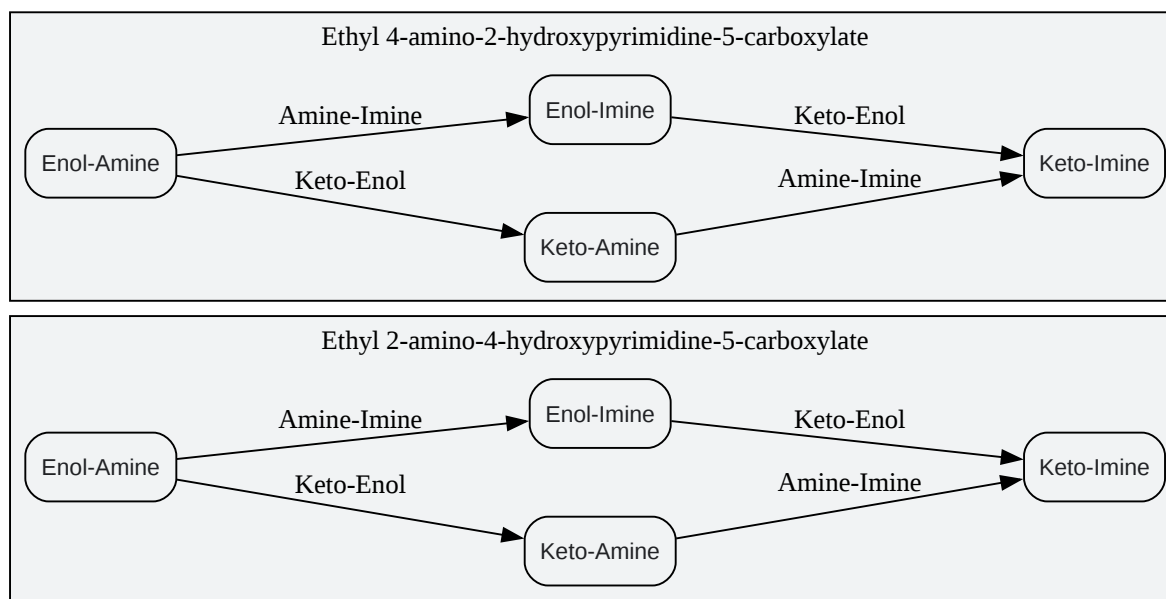 Ethyl 4-amino-2-hydroxypyrimidine-5-carboxylate
Amine-Imine
Enol-Imine
Keto-Enol
Enol-Amine
Keto-Imine
Keto-Enol
Amine-Imine
Keto-Amine
Ethyl 2-amino-4-hydroxypyrimidine-5-carboxylate
Amine-Imine
Enol-Imine
Keto-Enol
Enol-Amine
Keto-Imine
Keto-Enol
Amine-Imine
Keto-Amine